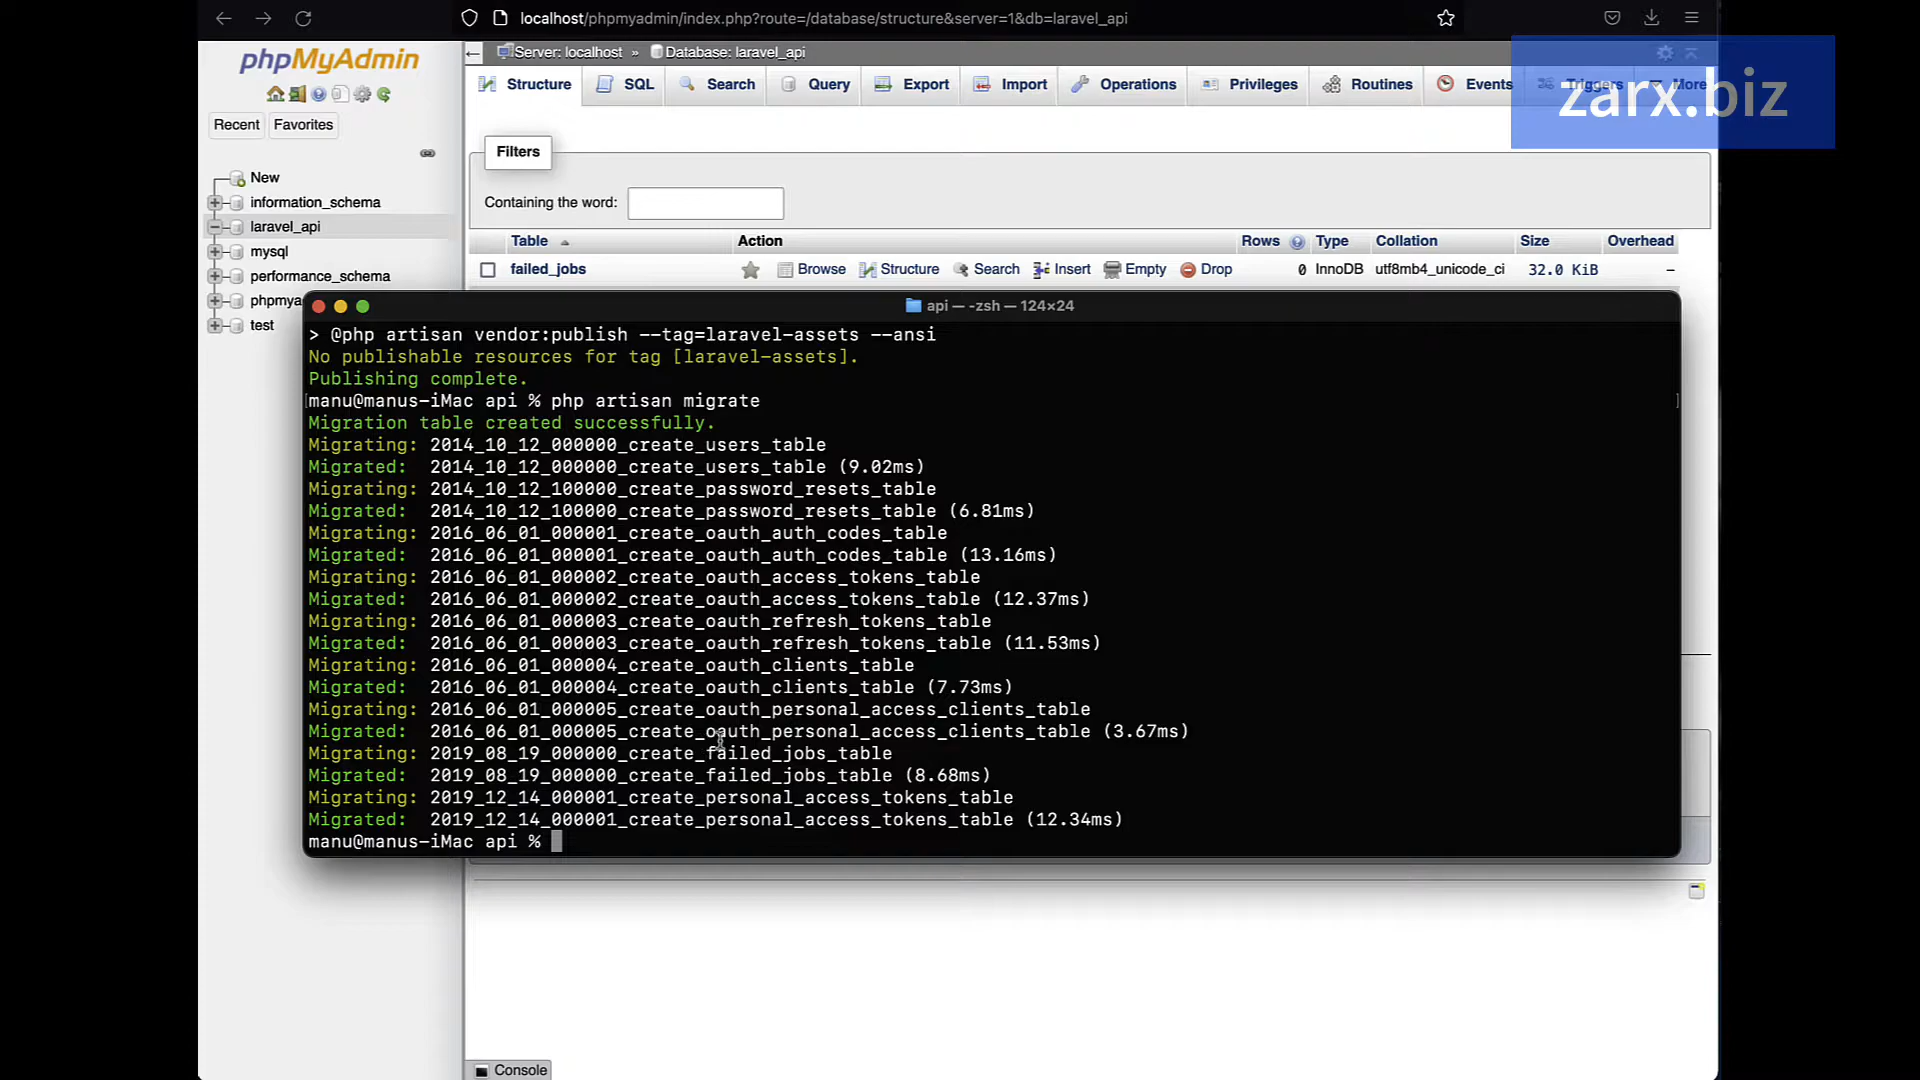 localhost/phpmyadmin/index.php?route=/database/structure&server=1&db=laravel_api
phpMyAdmin
Recent Favorites
New
information_schema
laravel_api
mysql
performance_schema
phpmya
test
Server: localhost » Database: laravel_api
Structure SQL Search Query Export Import Operations Privileges Routines Events Triggers More
zarx.biz
Filters
Containing the word:
Table Action Rows Type Collation Size Overhead
failed_jobs Browse Structure Search Insert Empty Drop 0 InnoDB utf8mb4_unicode_ci 32.0 KiB –
api — -zsh — 124×24
> @php artisan vendor:publish --tag=laravel-assets --ansi
No publishable resources for tag [laravel-assets].
Publishing complete.
[manu@manus-iMac api % php artisan migrate ]
Migration table created successfully.
Migrating: 2014_10_12_000000_create_users_table
Migrated:  2014_10_12_000000_create_users_table (9.02ms)
Migrating: 2014_10_12_100000_create_password_resets_table
Migrated:  2014_10_12_100000_create_password_resets_table (6.81ms)
Migrating: 2016_06_01_000001_create_oauth_auth_codes_table
Migrated:  2016_06_01_000001_create_oauth_auth_codes_table (13.16ms)
Migrating: 2016_06_01_000002_create_oauth_access_tokens_table
Migrated:  2016_06_01_000002_create_oauth_access_tokens_table (12.37ms)
Migrating: 2016_06_01_000003_create_oauth_refresh_tokens_table
Migrated:  2016_06_01_000003_create_oauth_refresh_tokens_table (11.53ms)
Migrating: 2016_06_01_000004_create_oauth_clients_table
Migrated:  2016_06_01_000004_create_oauth_clients_table (7.73ms)
Migrating: 2016_06_01_000005_create_oauth_personal_access_clients_table
Migrated:  2016_06_01_000005_create_oauth_personal_access_clients_table (3.67ms)
Migrating: 2019_08_19_000000_create_failed_jobs_table
Migrated:  2019_08_19_000000_create_failed_jobs_table (8.68ms)
Migrating: 2019_12_14_000001_create_personal_access_tokens_table
Migrated:  2019_12_14_000001_create_personal_access_tokens_table (12.34ms)
manu@manus-iMac api %
Console